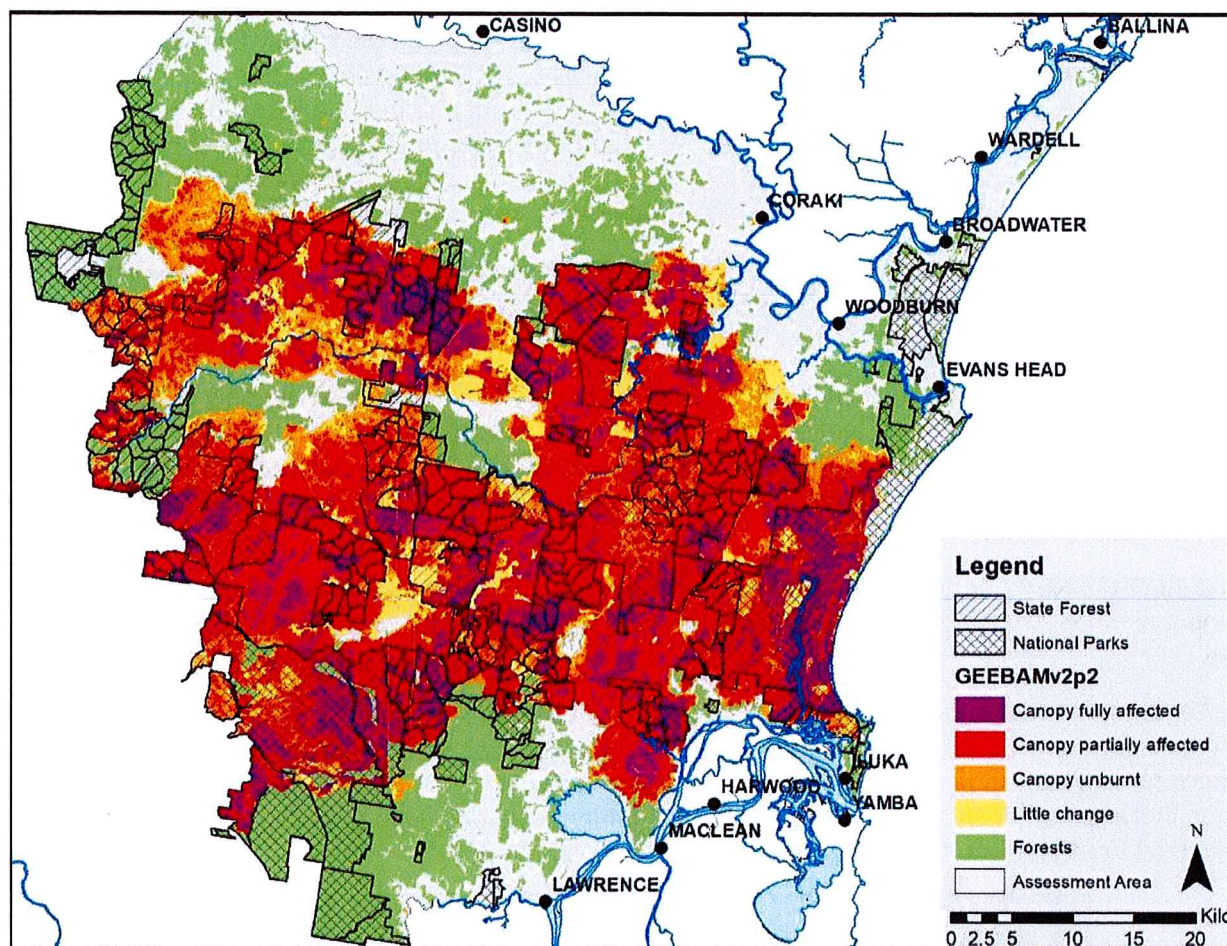 CASINO
BALLINA
WARDELL
CORAKI
BROADWATER
WOODBURN
EVANS HEAD
ILUKA
HARWOOD
YAMBA
MACLEAN
LAWRENCE
Legend
State Forest
National Parks
GEEBAMv2p2
Canopy fully affected
Canopy partially affected
Canopy unburnt
Little change
Forests
Assessment Area
N
Kilo
0 2.5 5 10 15 20